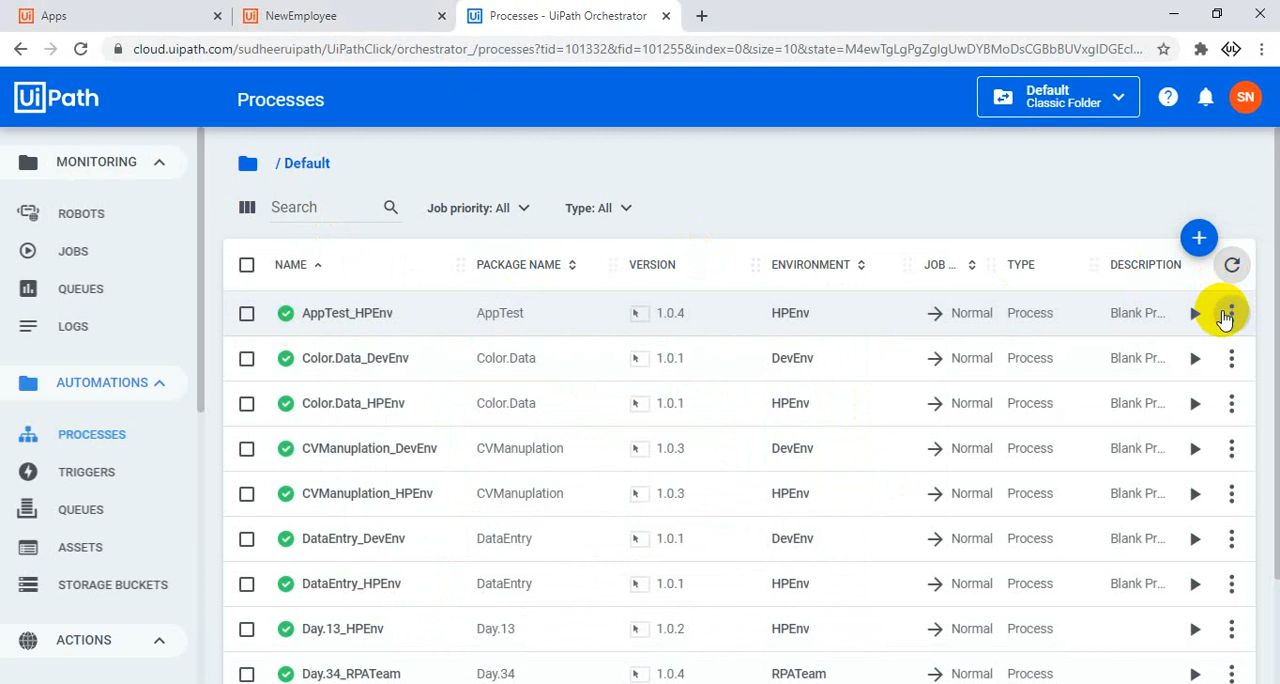 Apps
NewEmployee
Processes - UiPath Orchestrator
cloud.uipath.com/sudheeruipath/UiPathClick/orchestrator_/processes?tid=101332&fid=101255&index=0&size=10&state=M4ewTgLgPgZglgUwDYBMoDsCGBbBUVxgIDGEcl...
UiPath
Processes
Default
Classic Folder
SN
MONITORING
ROBOTS
JOBS
QUEUES
LOGS
AUTOMATIONS
PROCESSES
TRIGGERS
QUEUES
ASSETS
STORAGE BUCKETS
ACTIONS
/ Default
Search
Job priority: All
Type: All
NAME PACKAGE NAME VERSION ENVIRONMENT JOB ... TYPE DESCRIPTION
AppTest_HPEnv AppTest 1.0.4 HPEnv Normal Process Blank Pr...
Color.Data_DevEnv Color.Data 1.0.1 DevEnv Normal Process Blank Pr...
Color.Data_HPEnv Color.Data 1.0.1 HPEnv Normal Process Blank Pr...
CVManuplation_DevEnv CVManuplation 1.0.3 DevEnv Normal Process Blank Pr...
CVManuplation_HPEnv CVManuplation 1.0.3 HPEnv Normal Process Blank Pr...
DataEntry_DevEnv DataEntry 1.0.1 DevEnv Normal Process Blank Pr...
DataEntry_HPEnv DataEntry 1.0.1 HPEnv Normal Process Blank Pr...
Day.13_HPEnv Day.13 1.0.2 HPEnv Normal Process
Day.34_RPATeam Day.34 1.0.4 RPATeam Normal Process